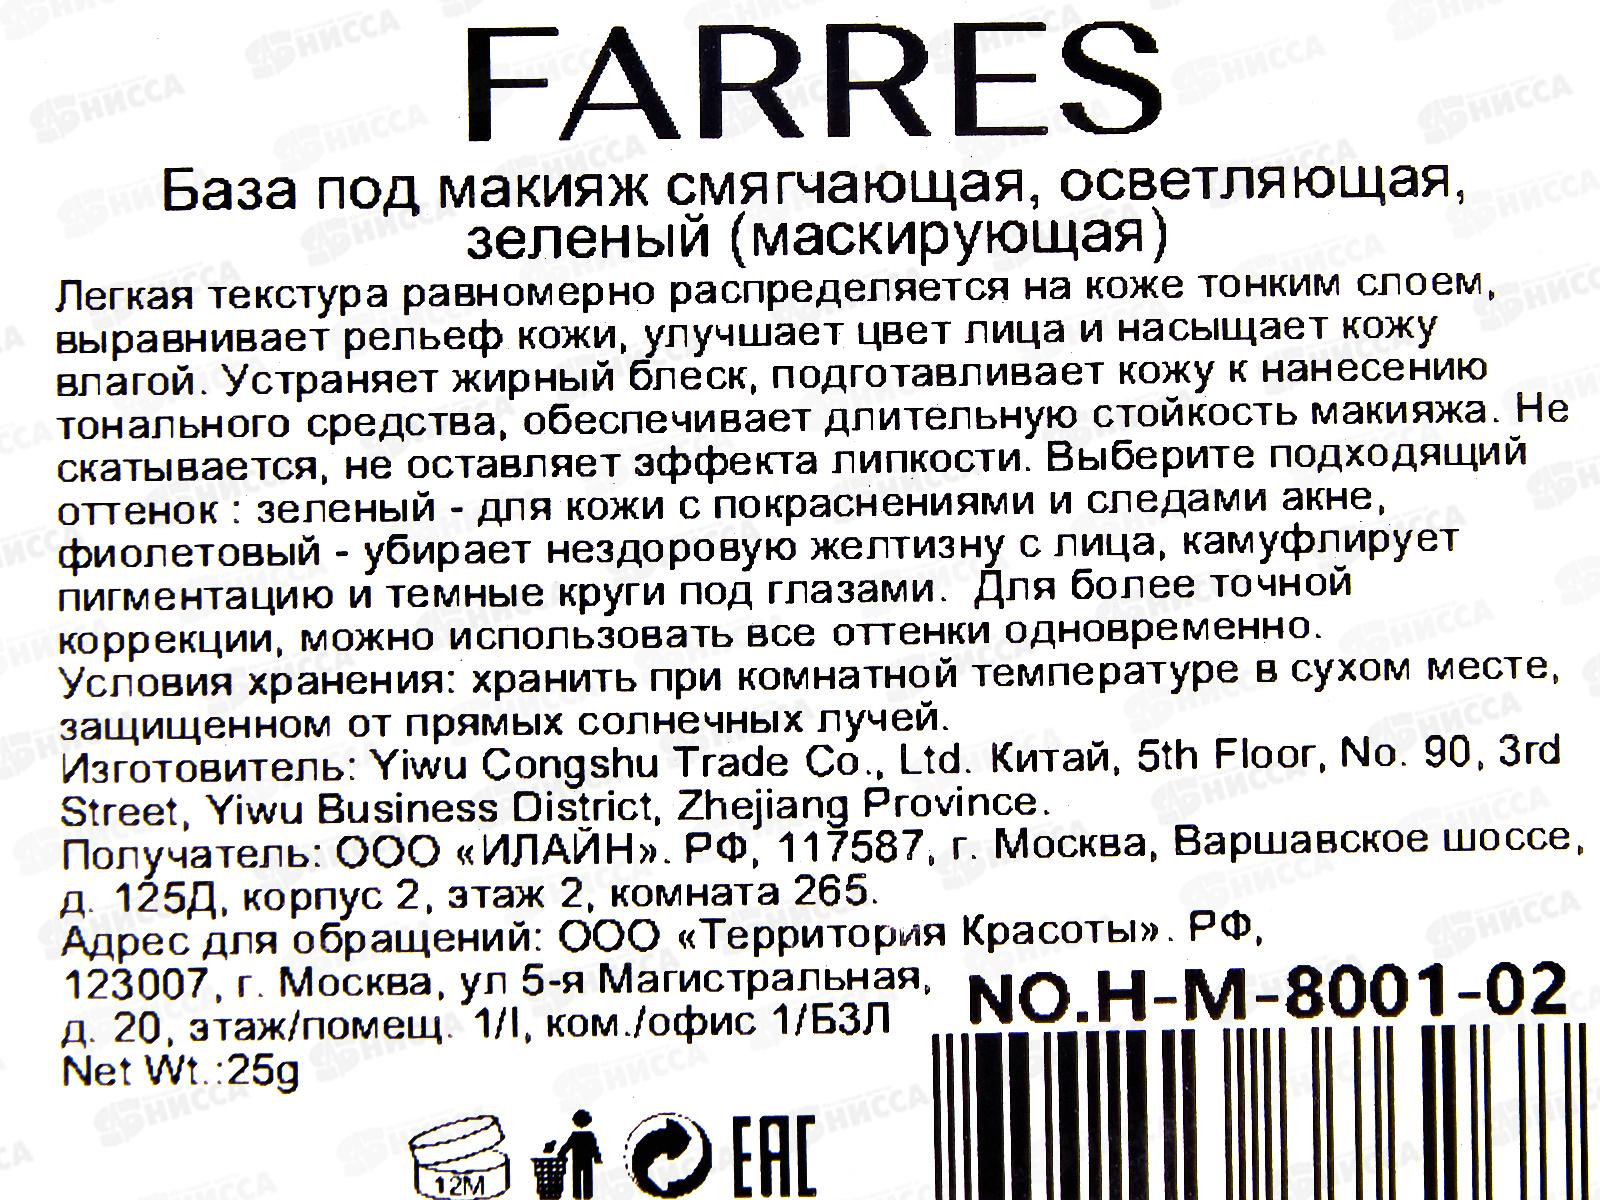 FARRES
База под макияж смягчающая, осветляющая,
зеленый (маскирующая)
Легкая текстура равномерно распределяется на коже тонким слоем,
выравнивает рельеф кожи, улучшает цвет лица и насыщает кожу
влагой. Устраняет жирный блеск, подготавливает кожу к нанесению
тонального средства, обеспечивает длительную стойкость макияжа. Не
скатывается, не оставляет эффекта липкости. Выберите подходящий
оттенок : зеленый - для кожи с покраснениями и следами акне,
фиолетовый - убирает нездоровую желтизну с лица, камуфлирует
пигментацию и темные круги под глазами. Для более точной
коррекции, можно использовать все оттенки одновременно.
Условия хранения: хранить при комнатной температуре в сухом месте,
защищенном от прямых солнечных лучей.
Изготовитель: Yiwu Congshu Trade Co., Ltd. Китай, 5th Floor, No. 90, 3rd
Street, Yiwu Business District, Zhejiang Province.
Получатель: ООО «ИЛАЙН». РФ, 117587, г. Москва, Варшавское шоссе,
д. 125Д, корпус 2, этаж 2, комната 265.
Адрес для обращений: ООО «Территория Красоты». РФ,
123007, г. Москва, ул 5-я Магистральная,
д. 20, этаж/помещ. 1/I, ком./офис 1/БЗЛ
Net Wt.:25g
NO.H-M-8001-02
12M
EAC
НИССА